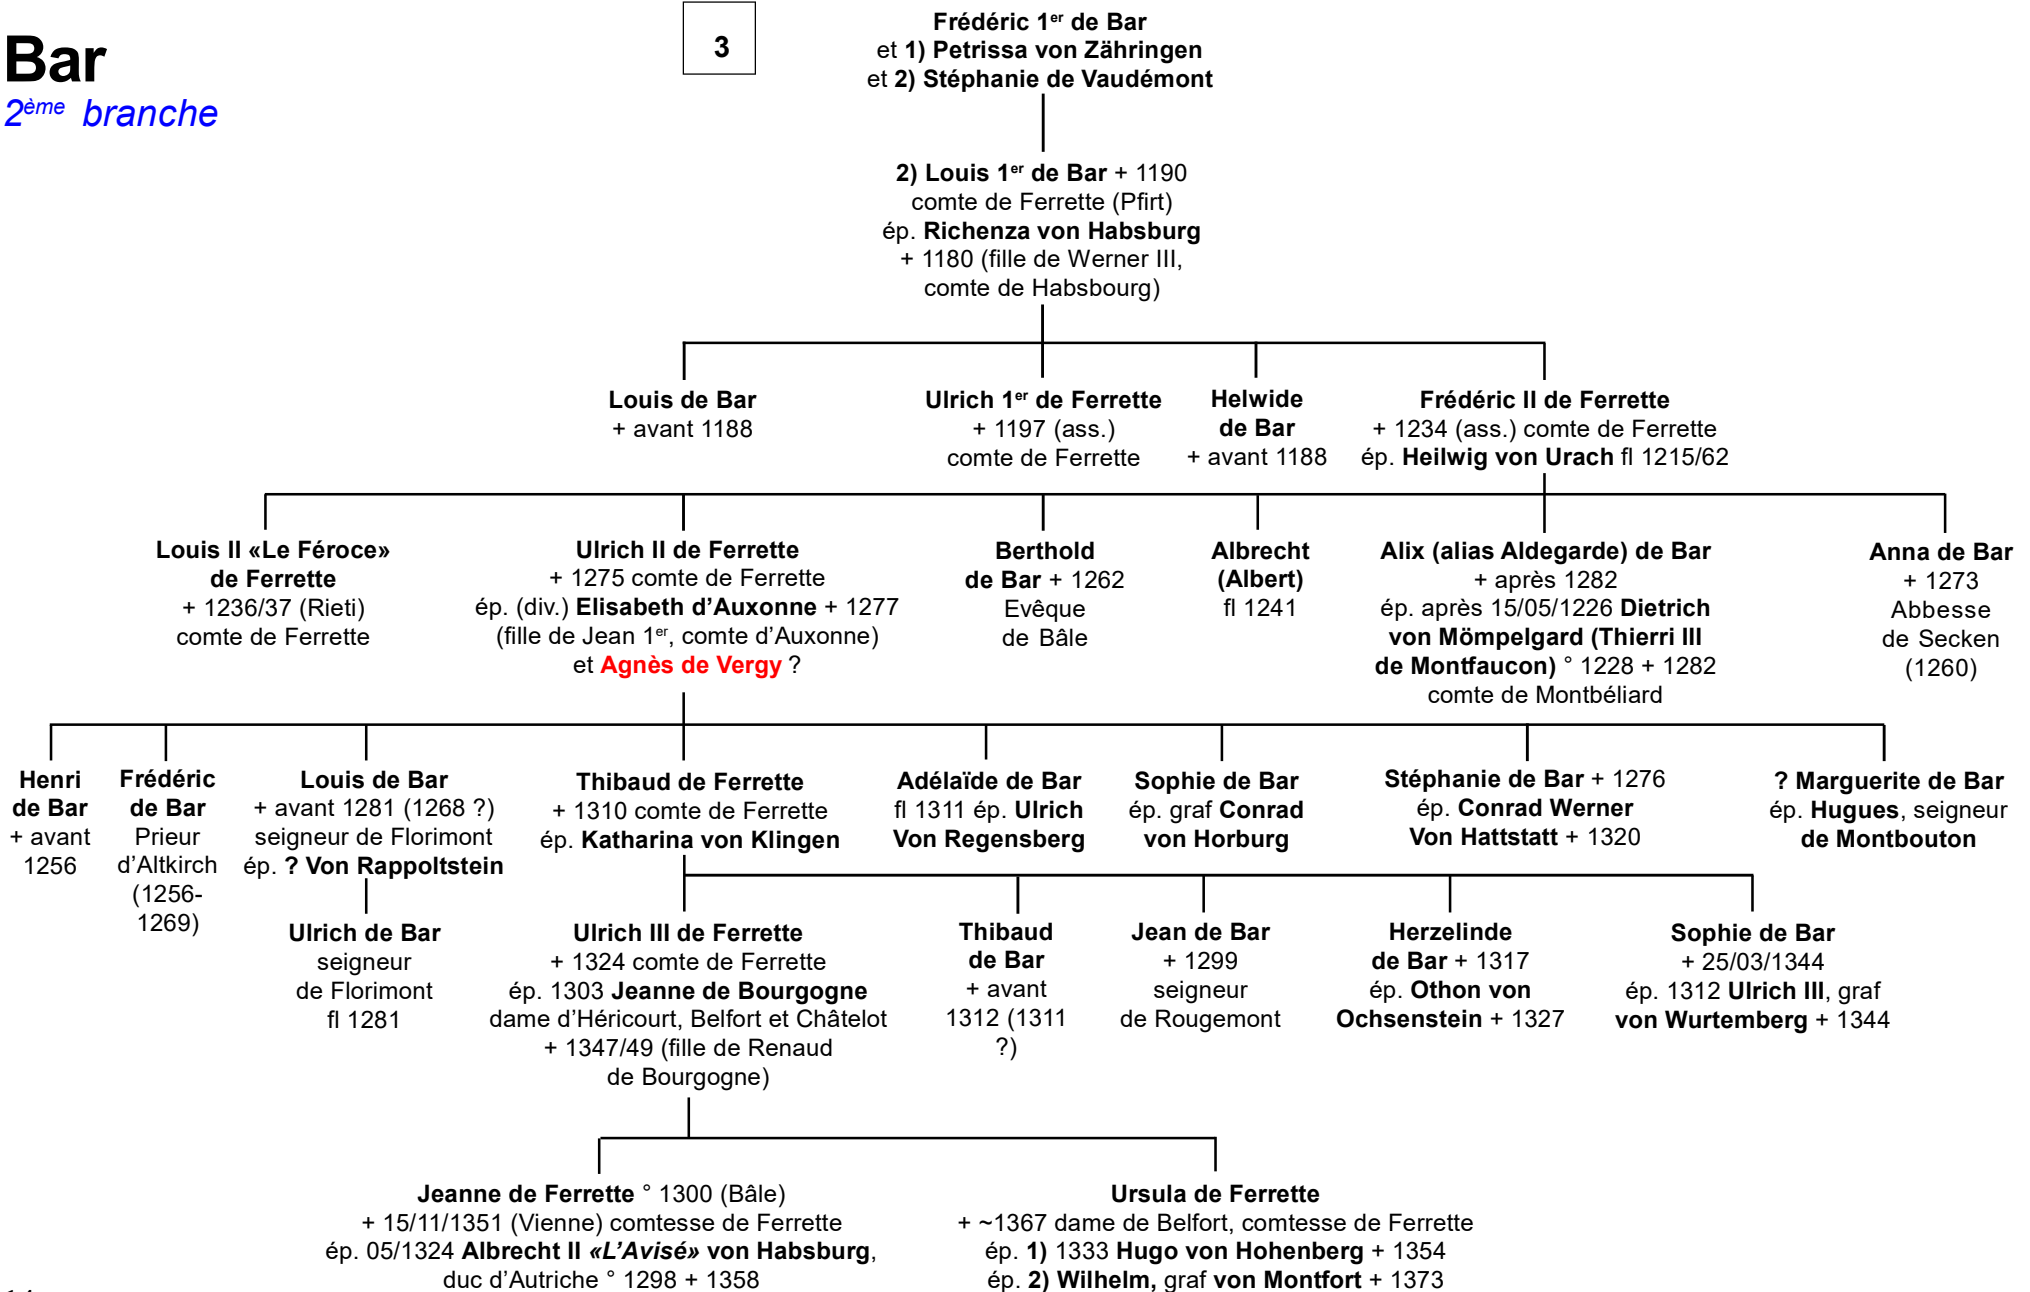 Bar
2ème branche
3
Frédéric 1er de Bar
et 1) Petrissa von Zähringen
et 2) Stéphanie de Vaudémont
2) Louis 1er de Bar + 1190
comte de Ferrette (Pfirt)
ép. Richenza von Habsburg
+ 1180 (fille de Werner III,
comte de Habsbourg)
Louis de Bar
+ avant 1188
Ulrich 1er de Ferrette
+ 1197 (ass.)
comte de Ferrette
Helwide
de Bar
+ avant 1188
Frédéric II de Ferrette
+ 1234 (ass.) comte de Ferrette
ép. Heilwig von Urach fl 1215/62
Louis II «Le Féroce»
de Ferrette
+ 1236/37 (Rieti)
comte de Ferrette
Ulrich II de Ferrette
+ 1275 comte de Ferrette
ép. (div.) Elisabeth d'Auxonne + 1277
(fille de Jean 1er, comte d'Auxonne)
et Agnès de Vergy ?
Berthold
de Bar + 1262
Evêque
de Bâle
Albrecht
(Albert)
fl 1241
Alix (alias Aldegarde) de Bar
+ après 1282
ép. après 15/05/1226 Dietrich
von Mömpelgard (Thierri III
de Montfaucon) ° 1228 + 1282
comte de Montbéliard
Anna de Bar
+ 1273
Abbesse
de Secken
(1260)
Henri
de Bar
+ avant
1256
Frédéric
de Bar
Prieur
d'Altkirch
(1256-
1269)
Louis de Bar
+ avant 1281 (1268 ?)
seigneur de Florimont
ép. ? Von Rappoltstein
Thibaud de Ferrette
+ 1310 comte de Ferrette
ép. Katharina von Klingen
Adélaïde de Bar
fl 1311 ép. Ulrich
Von Regensberg
Sophie de Bar
ép. graf Conrad
von Horburg
Stéphanie de Bar + 1276
ép. Conrad Werner
Von Hattstatt + 1320
? Marguerite de Bar
ép. Hugues, seigneur
de Montbouton
Ulrich de Bar
seigneur
de Florimont
fl 1281
Ulrich III de Ferrette
+ 1324 comte de Ferrette
ép. 1303 Jeanne de Bourgogne
dame d'Héricourt, Belfort et Châtelot
+ 1347/49 (fille de Renaud
de Bourgogne)
Thibaud
de Bar
+ avant
1312 (1311
?)
Jean de Bar
+ 1299
seigneur
de Rougemont
Herzelinde
de Bar + 1317
ép. Othon von
Ochsenstein + 1327
Sophie de Bar
+ 25/03/1344
ép. 1312 Ulrich III, graf
von Wurtemberg + 1344
Jeanne de Ferrette ° 1300 (Bâle)
+ 15/11/1351 (Vienne) comtesse de Ferrette
ép. 05/1324 Albrecht II «L'Avisé» von Habsburg,
duc d'Autriche ° 1298 + 1358
Ursula de Ferrette
+ ~1367 dame de Belfort, comtesse de Ferrette
ép. 1) 1333 Hugo von Hohenberg + 1354
ép. 2) Wilhelm, graf von Montfort + 1373